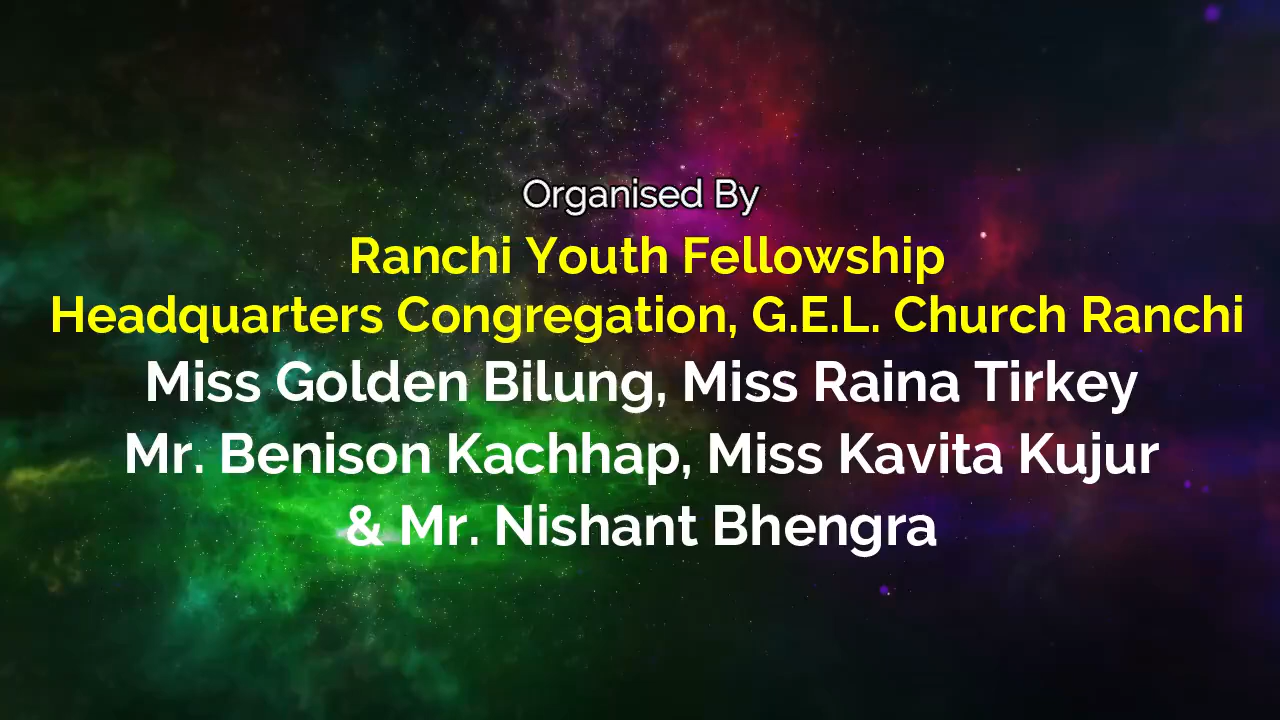 Organised By
Ranchi Youth Fellowship
Headquarters Congregation, G.E.L. Church Ranchi
Miss Golden Bilung, Miss Raina Tirkey
Mr. Benison Kachhap, Miss Kavita Kujur
& Mr. Nishant Bhengra